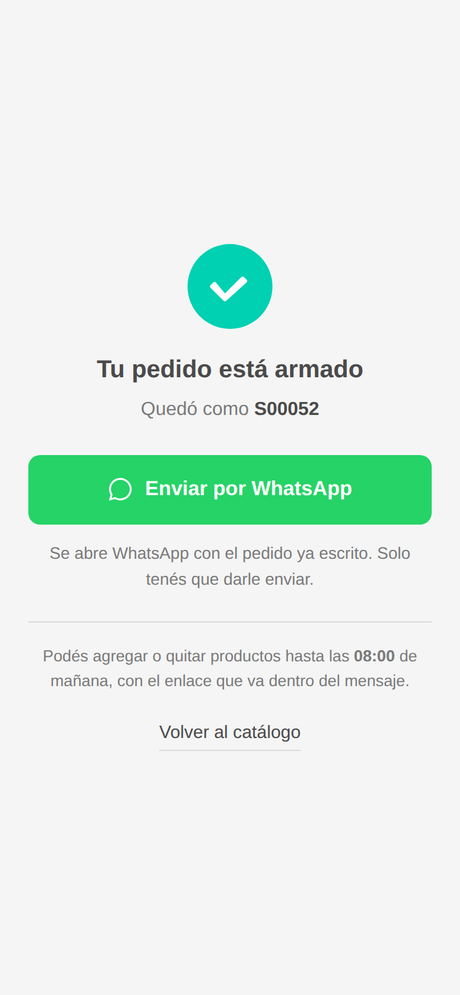 Tu pedido está armado
Quedó como S00052
Enviar por WhatsApp
Se abre WhatsApp con el pedido ya escrito. Solo
tenés que darle enviar.
Podés agregar o quitar productos hasta las 08:00 de
mañana, con el enlace que va dentro del mensaje.
Volver al catálogo